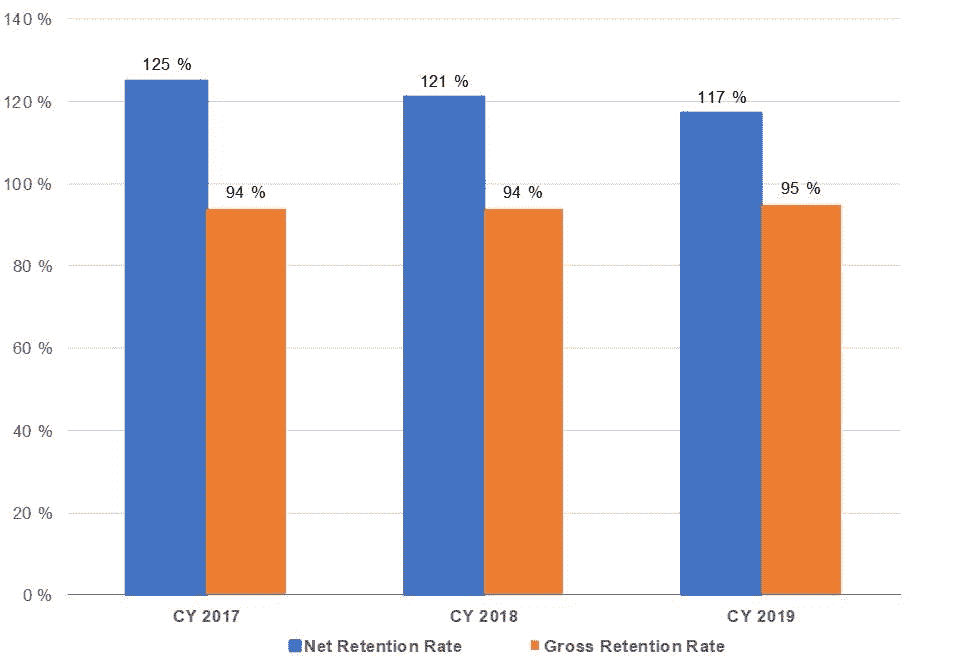 140 %
125 %
121 %
120 %
117 %
100 %
94 %
94 %
95 %
80 %
60 %
40 %
20 %
0 %
CY 2017
CY 2018
CY 2019
Net Retention Rate
Gross Retention Rate